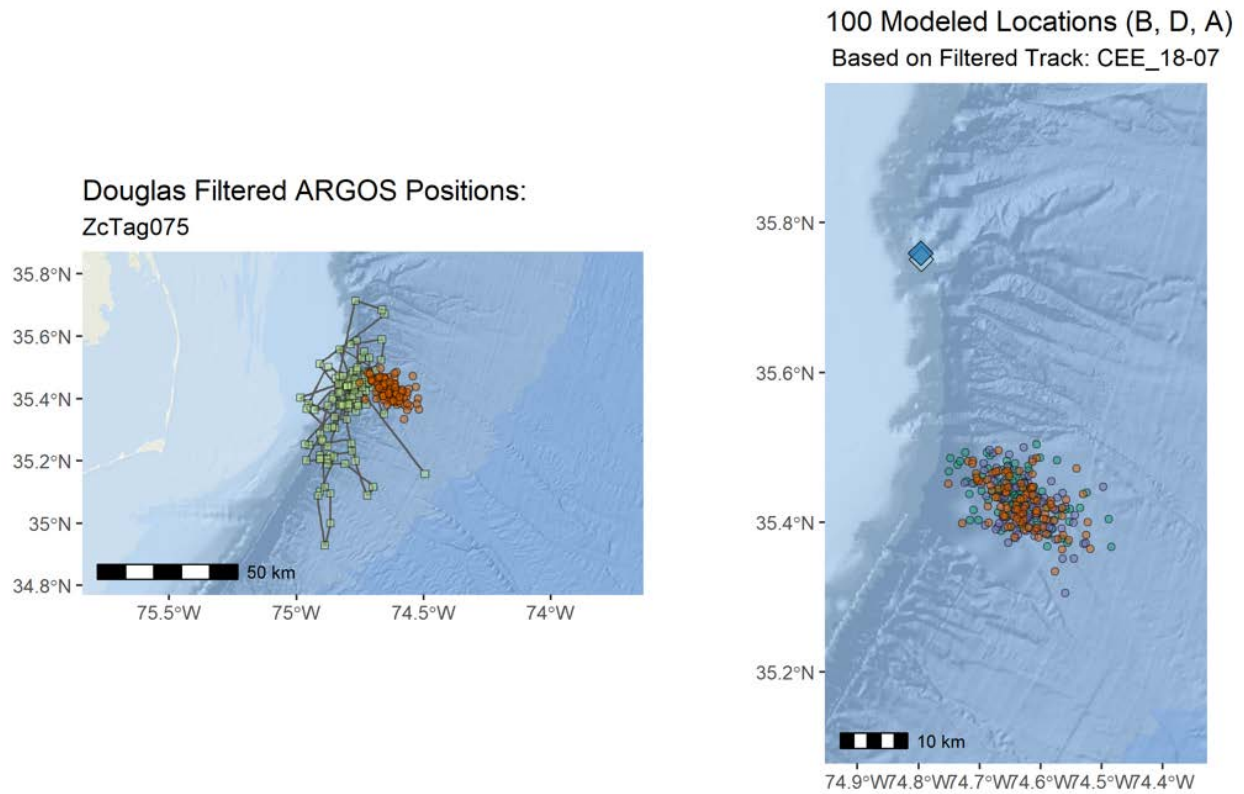 100 Modeled Locations (B, D, A)
Based on Filtered Track: CEE_18-07
Douglas Filtered ARGOS Positions:
ZcTag075
35.8°N
35.6°N
35.4°N
35.2°N
35°N
34.8°N
50 km
75.5°W
75°W
74.5°W
74°W
35.8°N
35.6°N
35.4°N
35.2°N
10 km
74.9°W74.8°W74.7°W74.6°W74.5°W74.4°W